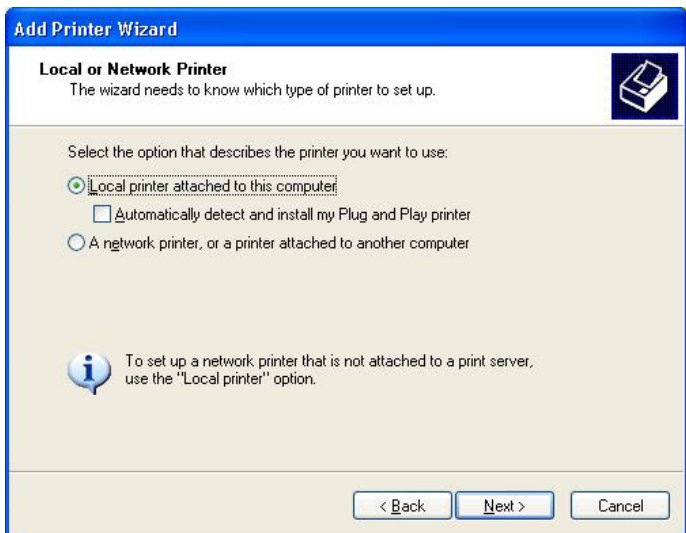 Add Printer Wizard
Local or Network Printer
The wizard needs to know which type of printer to set up.
Select the option that describes the printer you want to use:
Local printer attached to this computer
Automatically detect and install my Plug and Play printer
A network printer, or a printer attached to another computer
To set up a network printer that is not attached to a print server,
use the "Local printer" option.
< Back Next > Cancel